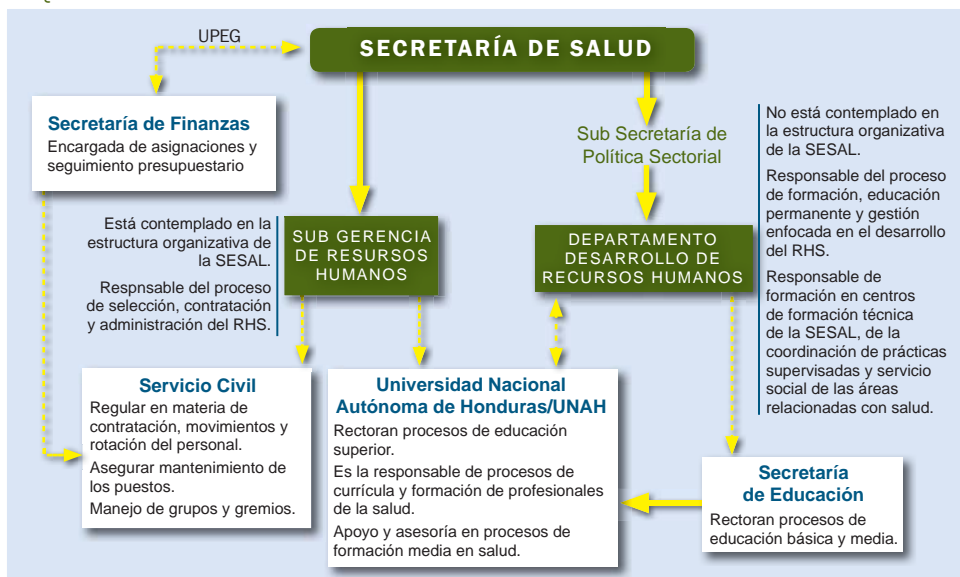 UPEG
SECRETARÍA DE SALUD
Secretaría de Finanzas
Encargada de asignaciones y
seguimiento presupuestario
Sub Secretaría de
Política Sectorial
No está contemplado en
la estructura organizativa
de la SESAL.
Responsable del proceso
de formación, educación
permanente y gestión
enfocada en el desarrollo
del RHS.
Responsable de
formación en centros
de formación técnica
de la SESAL, de la
coordinación de prácticas
supervisadas y servicio
social de las áreas
relacionadas con salud.
Está contemplado en la
estructura organizativa de
la SESAL.
Respnsable del proceso
de selección, contratación
y administración del RHS.
SUB GERENCIA
DE RESURSOS
HUMANOS
DEPARTAMENTO
DESARROLLO DE
RECURSOS HUMANOS
Servicio Civil
Regular en materia de
contratación, movimientos y
rotación del personal.
Asegurar mantenimiento de
los puestos.
Manejo de grupos y gremios.
Universidad Nacional
Autónoma de Honduras/UNAH
Rectoran procesos de educación
superior.
Es la responsable de procesos de
currícula y formación de profesionales
de la salud.
Apoyo y asesoría en procesos de
formación media en salud.
Secretaría
de Educación
Rectoran procesos de
educación básica y media.